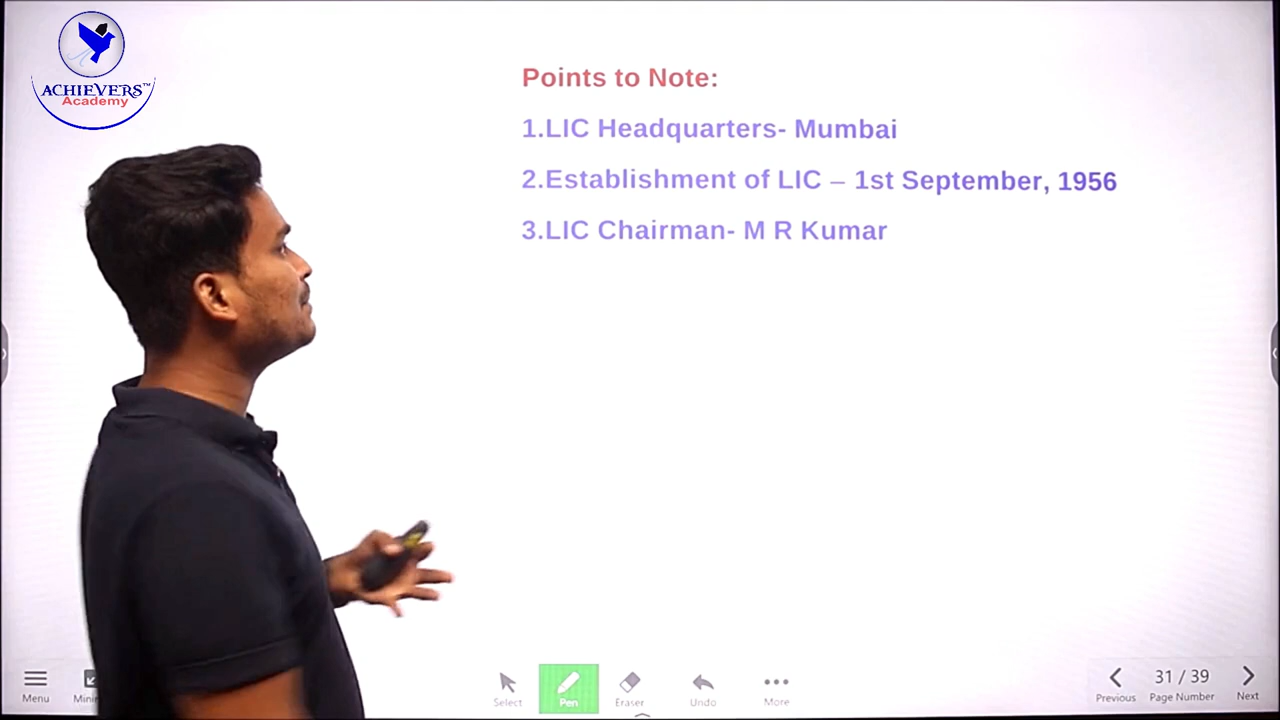 ACHIEVERS™
Academy
Points to Note:
1.LIC Headquarters- Mumbai
2.Establishment of LIC – 1st September, 1956
3.LIC Chairman- M R Kumar
Menu
Select
Pen
Eraser
Undo
More
Previous
31 / 39
Page Number
Next